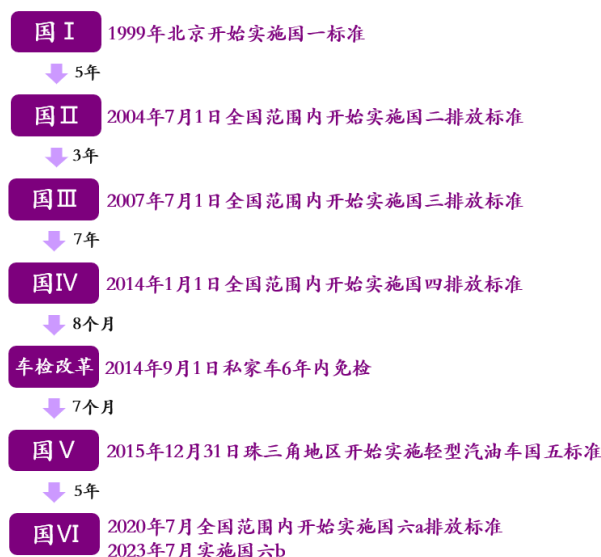 国Ⅰ 1999年北京开始实施国一标准
5年
国Ⅱ 2004年7月1日全国范围内开始实施国二排放标准
3年
国Ⅲ 2007年7月1日全国范围内开始实施国三排放标准
7年
国Ⅳ 2014年1月1日全国范围内开始实施国四排放标准
8个月
车检改革 2014年9月1日私家车6年内免检
7个月
国Ⅴ 2015年12月31日珠三角地区开始实施轻型汽油车国五标准
5年
国Ⅵ 2020年7月全国范围内开始实施国六a排放标准
2023年7月实施国六b